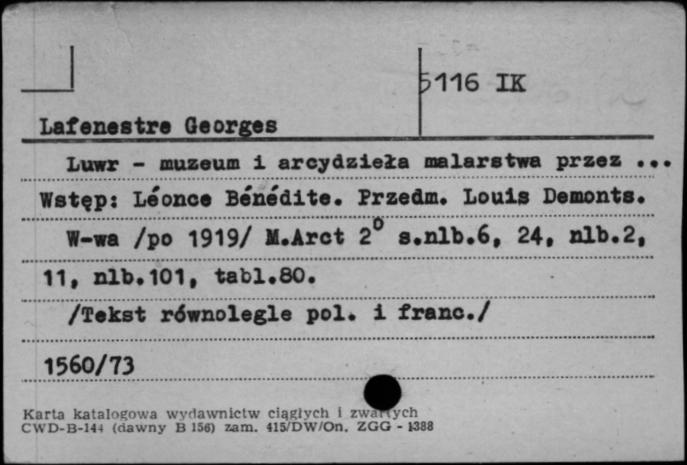 5116 IK
Lafenestre Georges
Luwr - muzeum i arcydzieła malarstwa przez ...
Wstęp: Léonce Bénédite. Przedm. Louis Demonts.
W-wa /po 1919/ M.Arct 2° s.nlb.6, 24, nlb.2,
11, nlb.101, tabl.80.
/Tekst równolegle pol. i franc./
1560/73
Karta katalogowa wydawnictw ciągłych i zwartych
CWD-B-144 (dawny B 156) zam. 415/DW/On. ZGG - 1388